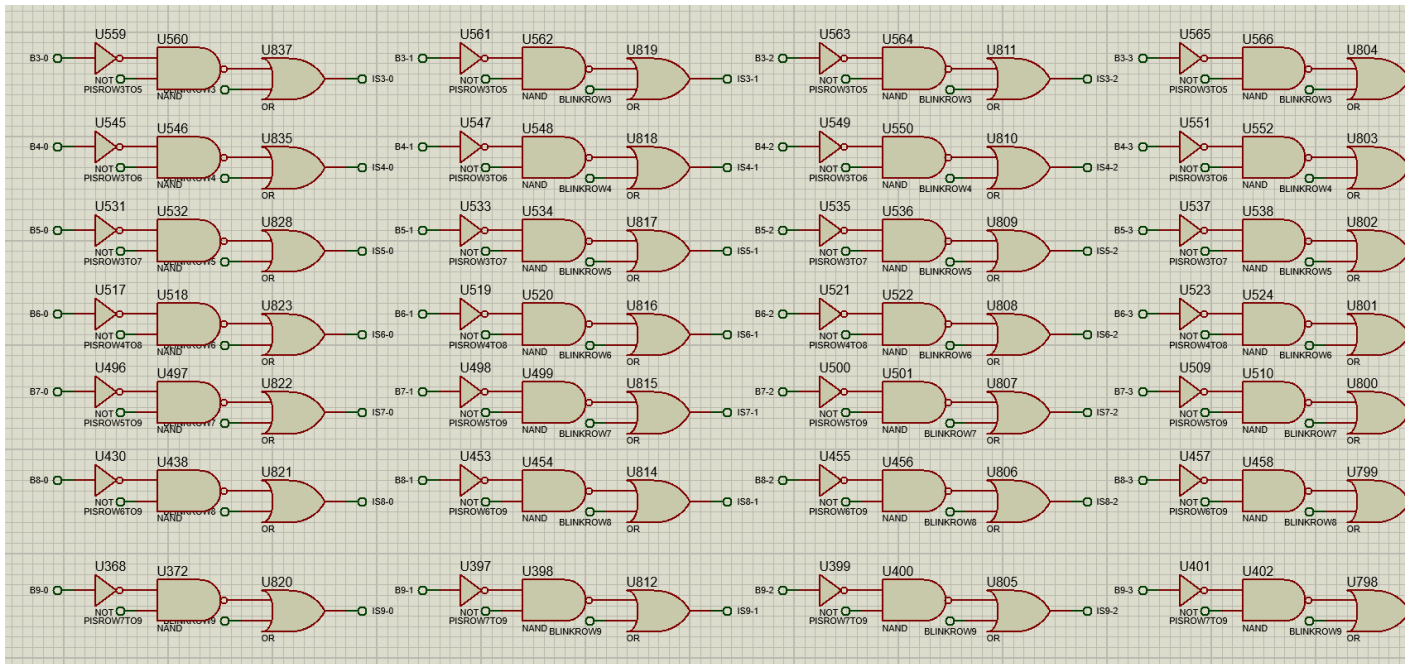 U559 U560 U837 U561 U562 U819 U563 U564 U811 U565 U566 U804
B3-0 IS3-0 B3-1 IS3-1 B3-2 IS3-2 B3-3
NOT NOT NOT NOT
PISROW3TO5 PISROW3TO5 BLINKROW3 PISROW3TO5 BLINKROW3 PISROW3TO5 BLINKROW3
NAND OR NAND OR NAND OR NAND OR
U545 U546 U835 U547 U548 U818 U549 U550 U810 U551 U552 U803
B4-0 IS4-0 B4-1 IS4-1 B4-2 IS4-2 B4-3
NOT NOT NOT NOT
PISROW3TO6 PISROW3TO6 BLINKROW4 PISROW3TO6 BLINKROW4 PISROW3TO6 BLINKROW4
NAND OR NAND OR NAND OR NAND OR
U531 U532 U828 U533 U534 U817 U535 U536 U809 U537 U538 U802
B5-0 IS5-0 B5-1 IS5-1 B5-2 IS5-2 B5-3
NOT NOT NOT NOT
PISROW3TO7 PISROW3TO7 BLINKROW5 PISROW3TO7 BLINKROW5 PISROW3TO7 BLINKROW5
NAND OR NAND OR NAND OR NAND OR
U517 U518 U823 U519 U520 U816 U521 U522 U808 U523 U524 U801
B6-0 IS6-0 B6-1 IS6-1 B6-2 IS6-2 B6-3
NOT NOT NOT NOT
PISROW4TO8 PISROW4TO8 BLINKROW6 PISROW4TO8 BLINKROW6 PISROW4TO8 BLINKROW6
NAND OR NAND OR NAND OR NAND OR
U496 U497 U822 U498 U499 U815 U500 U501 U807 U509 U510 U800
B7-0 IS7-0 B7-1 IS7-1 B7-2 IS7-2 B7-3
NOT NOT NOT NOT
PISROW5TO9 PISROW5TO9 BLINKROW7 PISROW5TO9 BLINKROW7 PISROW5TO9 BLINKROW7
NAND OR NAND OR NAND OR NAND OR
U430 U438 U821 U453 U454 U814 U455 U456 U806 U457 U458 U799
B8-0 IS8-0 B8-1 IS8-1 B8-2 IS8-2 B8-3
NOT NOT NOT NOT
PISROW6TO9 PISROW6TO9 BLINKROW8 PISROW6TO9 BLINKROW8 PISROW6TO9 BLINKROW8
NAND OR NAND OR NAND OR NAND OR
U368 U372 U820 U397 U398 U812 U399 U400 U805 U401 U402 U798
B9-0 IS9-0 B9-1 IS9-1 B9-2 IS9-2 B9-3
NOT NOT NOT NOT
PISROW7TO9 PISROW7TO9 BLINKROW9 PISROW7TO9 BLINKROW9 PISROW7TO9 BLINKROW9
NAND OR NAND OR NAND OR NAND OR